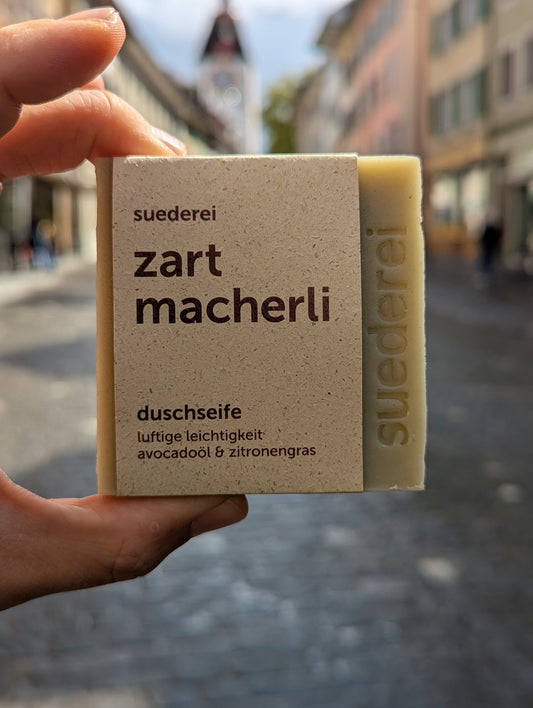 suederei
zart
macherli
duschseife
luftige leichtigkeit
avocadoöl & zitronengras
suederei